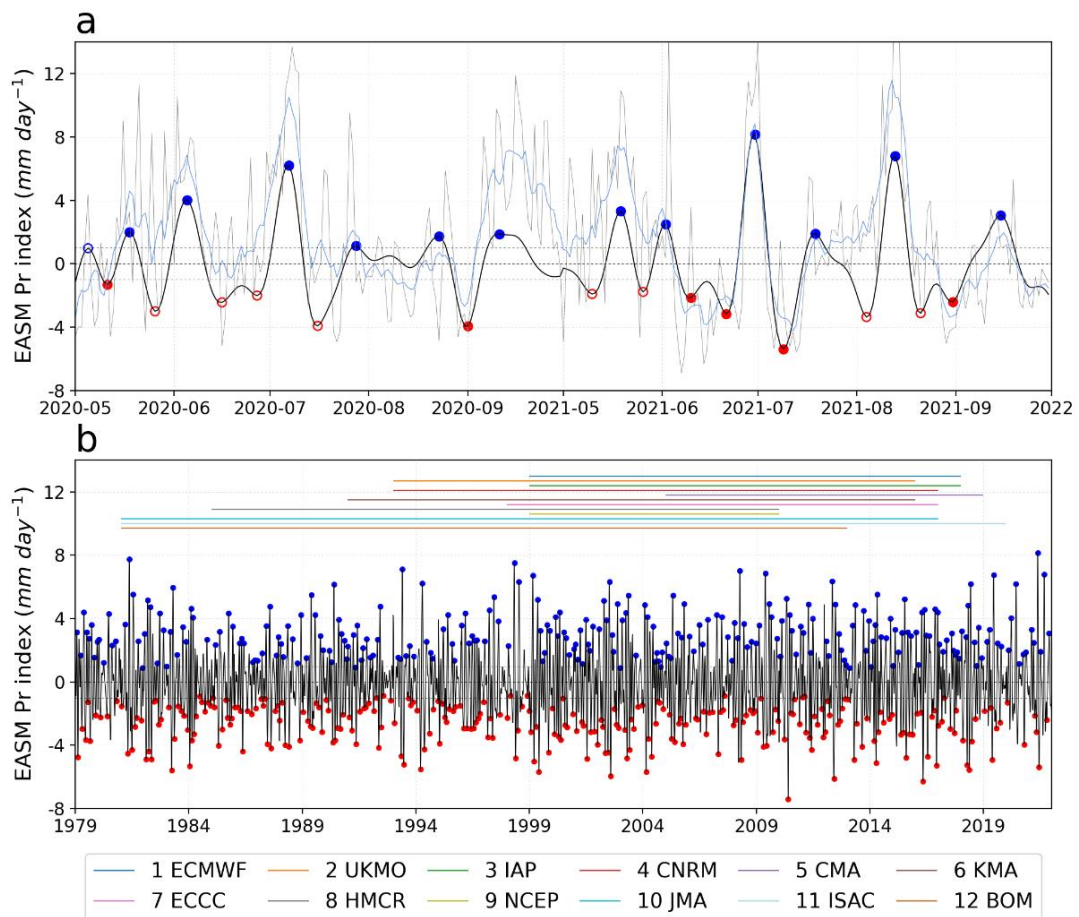 a
EASM Pr index (mm day⁻¹)
12
8
4
0
-4
-8
2020-05 2020-06 2020-07 2020-08 2020-09 2021-05 2021-06 2021-07 2021-08 2021-09 2022
b
EASM Pr index (mm day⁻¹)
12
8
4
0
-4
-8
1979 1984 1989 1994 1999 2004 2009 2014 2019
1 ECMWF 2 UKMO 3 IAP 4 CNRM 5 CMA 6 KMA
7 ECCC 8 HMCR 9 NCEP 10 JMA 11 ISAC 12 BOM